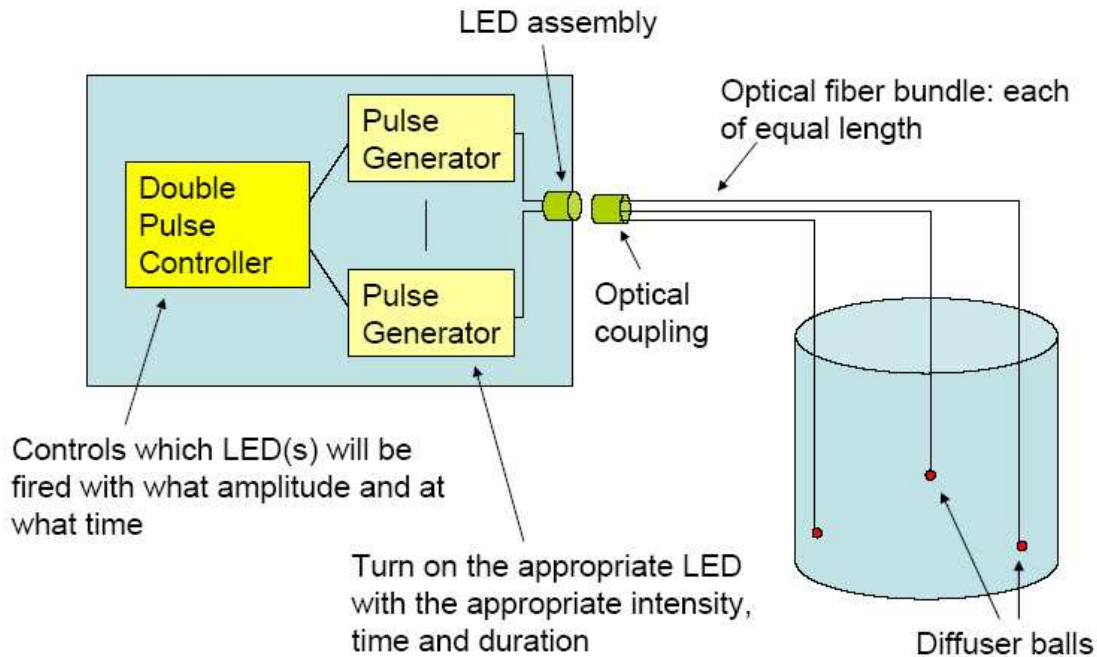 LED assembly
Optical fiber bundle: each
of equal length
Pulse
Generator
Double
Pulse
Controller
Pulse
Generator
Optical
coupling
Controls which LED(s) will be
fired with what amplitude and at
what time
Turn on the appropriate LED
with the appropriate intensity,
time and duration
Diffuser balls